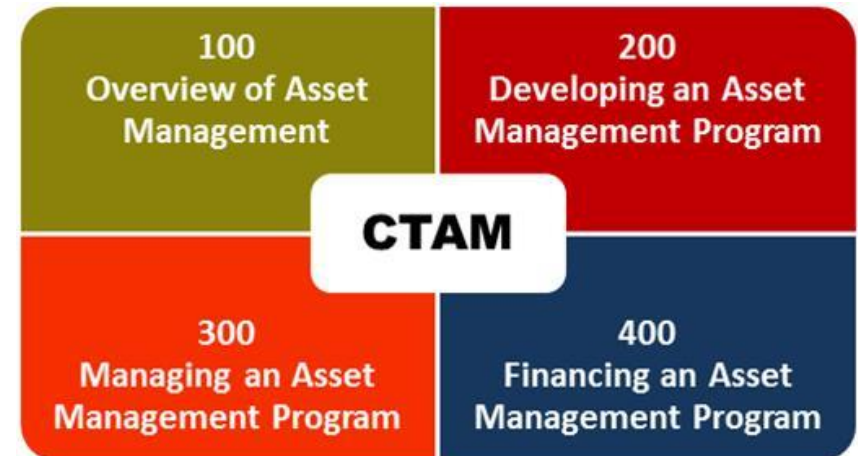 100
Overview of Asset
Management
200
Developing an Asset
Management Program
CTAM
300
Managing an Asset
Management Program
400
Financing an Asset
Management Program